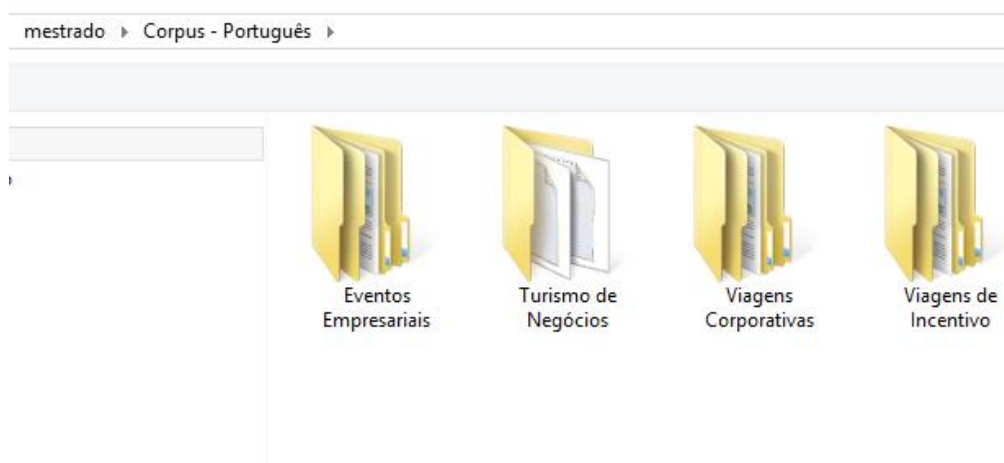 mestrado ▸ Corpus - Português ▸
Eventos
Empresariais
Turismo de
Negócios
Viagens
Corporativas
Viagens de
Incentivo